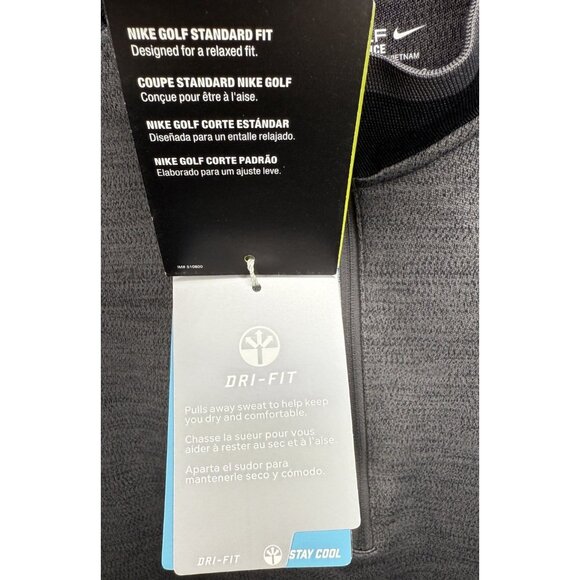 NIKE GOLF STANDARD FIT
Designed for a relaxed fit.
COUPE STANDARD NIKE GOLF
Conçue pour être à l'aise.
NIKE GOLF CORTE ESTÁNDAR
Diseñada para un entalle relajado.
NIKE GOLF CORTE PADRÃO
Elaborado para um ajuste leve.
DRI-FIT
Pulls away sweat to help keep
you dry and comfortable.
Chasse la sueur pour vous
aider à rester au sec et à l'aise.
Aparta el sudor para
mantenerle seco y cómodo.
DRI-FIT
STAY COOL